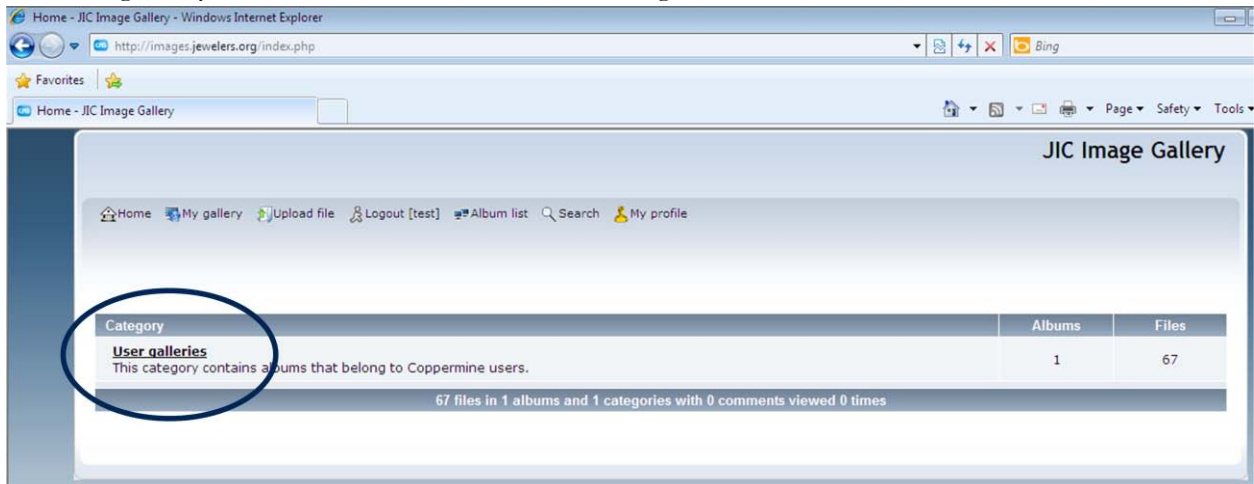 Home - JIC Image Gallery - Windows Internet Explorer
http://images.jewelers.org/index.php
Bing
Favorites
Home - JIC Image Gallery
Page Safety Tools
JIC Image Gallery
Home My gallery Upload file Logout [test] Album list Search My profile
Category Albums Files
User galleries
This category contains albums that belong to Coppermine users.
1 67
67 files in 1 albums and 1 categories with 0 comments viewed 0 times